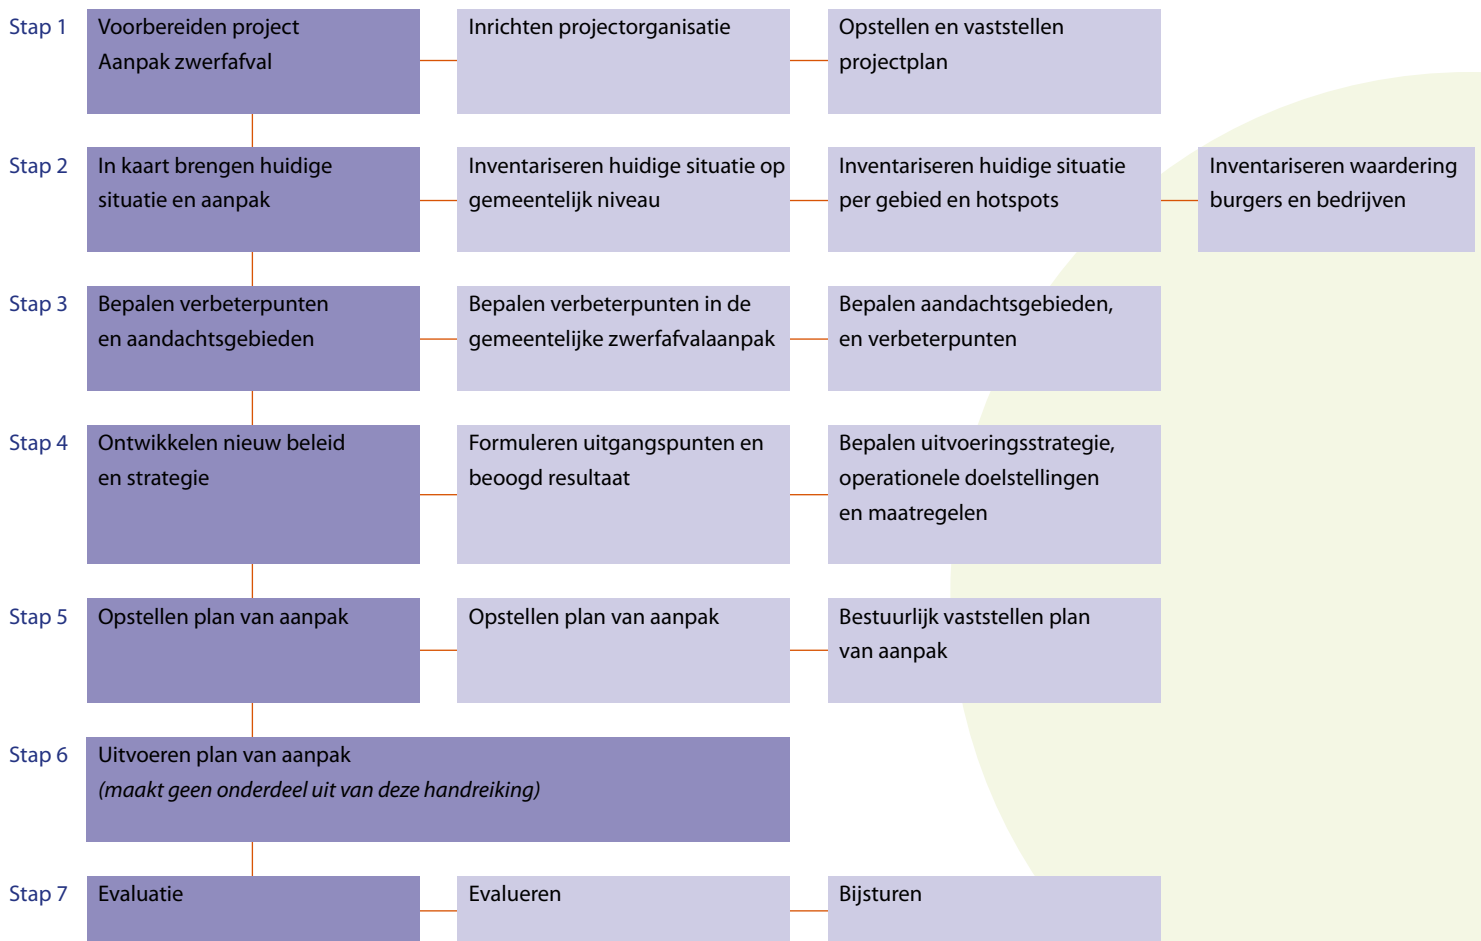 Stap 1
Voorbereiden project
Aanpak zwerfafval
Inrichten projectorganisatie
Opstellen en vaststellen
projectplan
Stap 2
In kaart brengen huidige
situatie en aanpak
Inventariseren huidige situatie op
gemeentelijk niveau
Inventariseren huidige situatie
per gebied en hotspots
Inventariseren waardering
burgers en bedrijven
Stap 3
Bepalen verbeterpunten
en aandachtsgebieden
Bepalen verbeterpunten in de
gemeentelijke zwerfafvalaanpak
Bepalen aandachtsgebieden,
en verbeterpunten
Stap 4
Ontwikkelen nieuw beleid
en strategie
Formuleren uitgangspunten en
beoogd resultaat
Bepalen uitvoeringsstrategie,
operationele doelstellingen
en maatregelen
Stap 5
Opstellen plan van aanpak
Opstellen plan van aanpak
Bestuurlijk vaststellen plan
van aanpak
Stap 6
Uitvoeren plan van aanpak
(maakt geen onderdeel uit van deze handreiking)
Stap 7
Evaluatie
Evalueren
Bijsturen